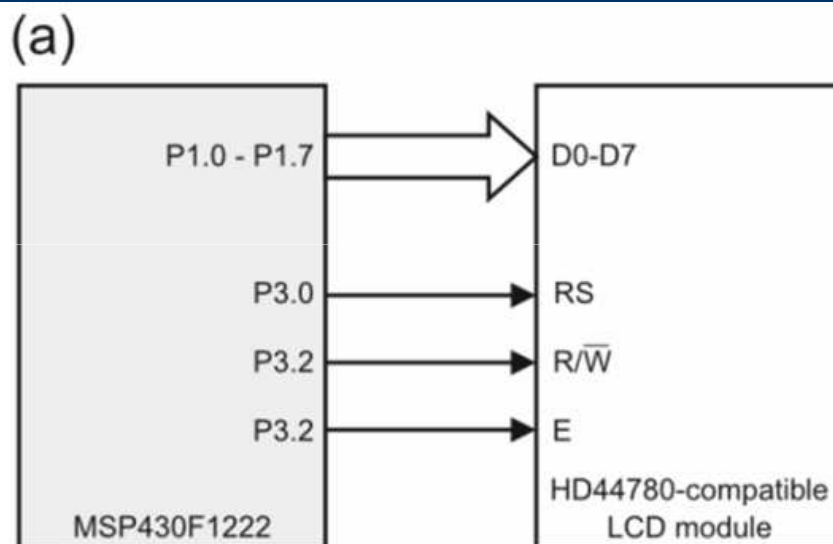 (a)
P1.0 - P1.7 D0-D7
P3.0 RS
P3.2 R/W̅
P3.2 E
HD44780-compatible
MSP430F1222 LCD module